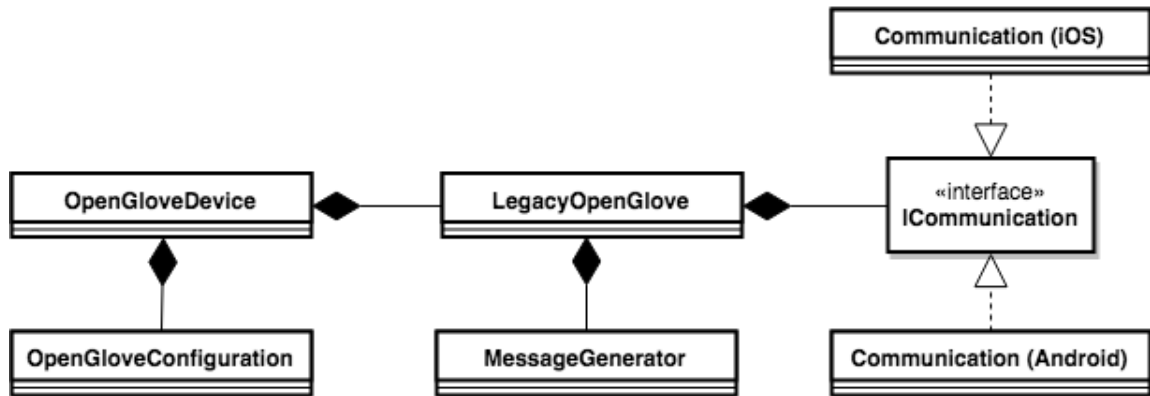 Communication (iOS)
OpenGloveDevice
LegacyOpenGlove
«interface»
ICommunication
OpenGloveConfiguration
MessageGenerator
Communication (Android)